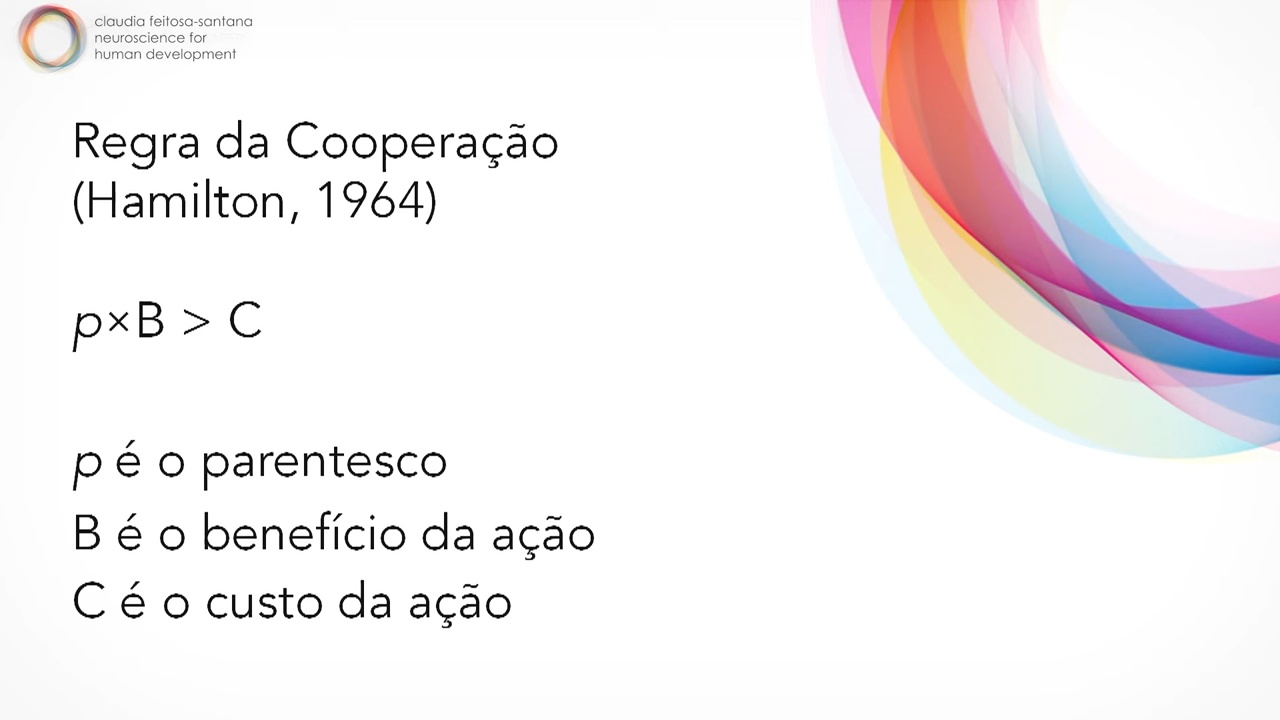 claudia feitosa-santana
neuroscience for
human development
Regra da Cooperação
(Hamilton, 1964)
p×B > C
p é o parentesco
B é o benefício da ação
C é o custo da ação